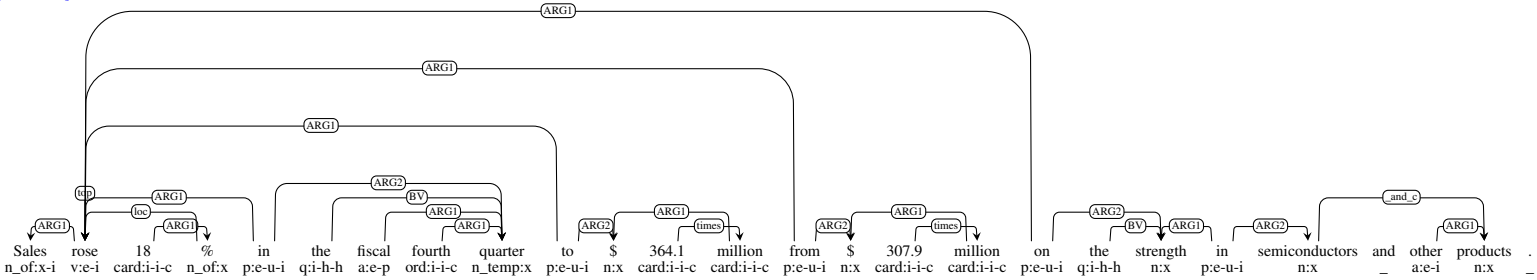 ARG1
ARG1
ARG1
top ARG1 ARG2 BV _and_c
ARG1 loc ARG1 ARG1 ARG1 ARG2 ARG1 times ARG2 ARG1 times ARG2 BV ARG1 ARG2 ARG1
Sales rose 18 % in the fiscal fourth quarter to $ 364.1 million from $ 307.9 million on the strength in semiconductors and other products
n_of:x-i v:e-i card:i-i-c n_of:x p:e-u-i q:i-h-h a:e-p ord:i-i-c n_temp:x p:e-u-i n:x card:i-i-c card:i-i-c p:e-u-i n:x card:i-i-c card:i-i-c p:e-u-i q:i-h-h n:x p:e-u-i n:x _ a:e-i n:x _